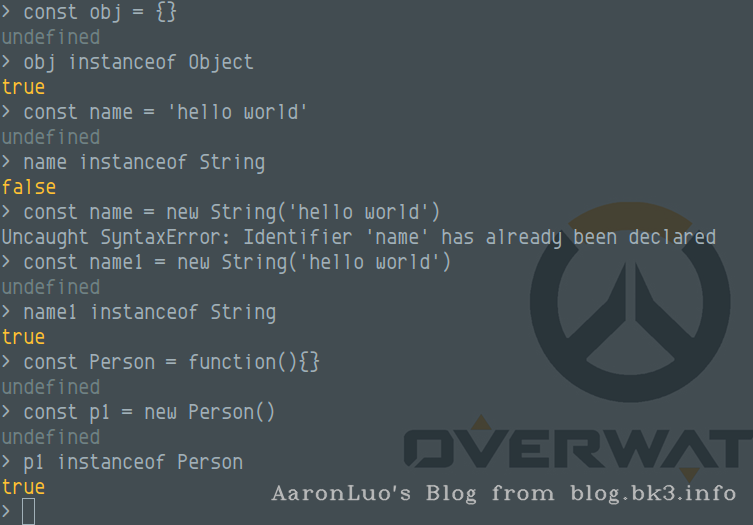 > const obj = {}
undefined
> obj instanceof Object
true
> const name = 'hello world'
undefined
> name instanceof String
false
> const name = new String('hello world')
Uncaught SyntaxError: Identifier 'name' has already been declared
> const name1 = new String('hello world')
undefined
> name1 instanceof String
true
> const Person = function(){}
undefined
> const p1 = new Person()
undefined
> p1 instanceof Person
OVERWAT
true
AaronLuo's Blog from blog.bk3.info
>